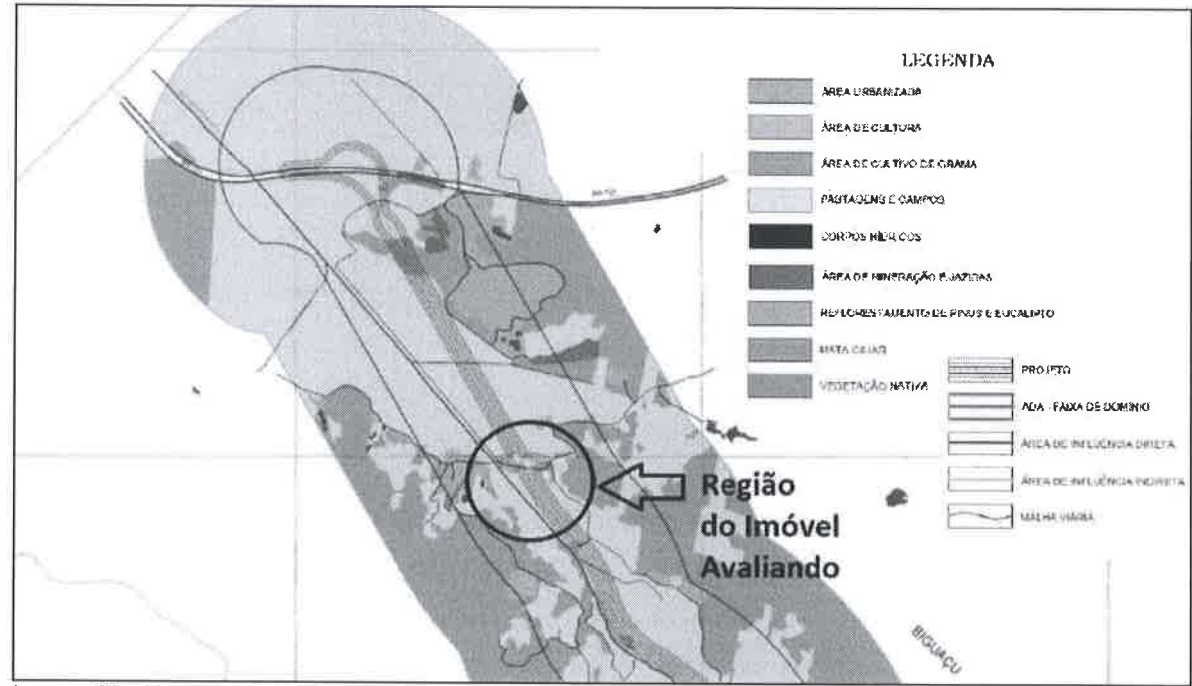 LEGENDA
ÁREA URBANIZADA
ÁREA DE CULTURA
ÁREA DE CULTIVO DE GRAMA
PASTAGENS E CAMPOS
CORPOS HÍDRICOS
ÁREA DE MINERAÇÃO E JAZIDAS
REFLORESTAMENTO DE PINUS E EUCALIPTO
MATA CILIAR
VEGETAÇÃO NATIVA
PROJETO
ADA - FAIXA DE DOMÍNIO
ÁREA DE INFLUÊNCIA DIRETA
ÁREA DE INFLUÊNCIA INDIRETA
MALHA VIÁRIA
Região
do Imóvel
Avaliando
BIGUAÇU